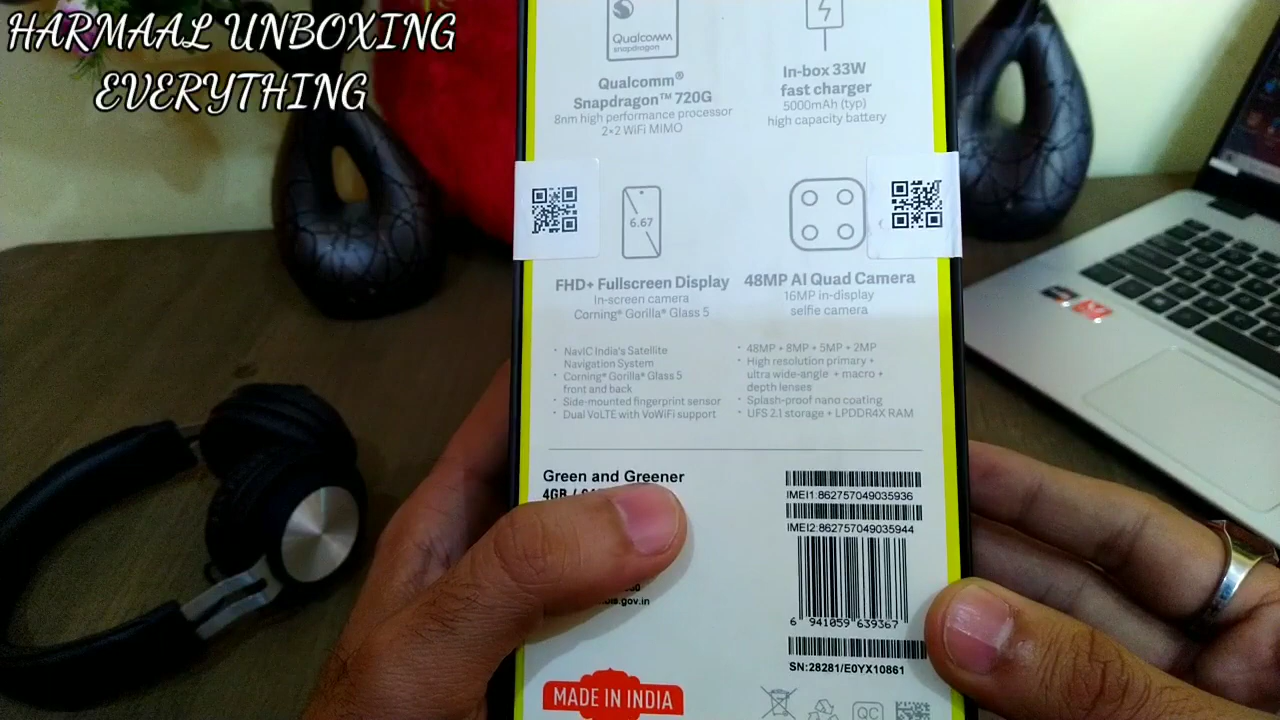 HARMAAL UNBOXING
EVERYTHING
Qualcomm
snapdragon
Qualcomm®
Snapdragon™ 720G
8nm high performance processor
2×2 WiFi MIMO
In-box 33W
fast charger
5000mAh (typ)
high capacity battery
6.67
FHD+ Fullscreen Display
In-screen camera
Corning® Gorilla® Glass 5
48MP AI Quad Camera
16MP in-display
selfie camera
· NavIC India's Satellite
Navigation System
· Corning® Gorilla® Glass 5
front and back
· Side-mounted fingerprint sensor
· Dual VoLTE with VoWiFi support
· 48MP + 8MP + 5MP + 2MP
· High resolution primary +
ultra wide-angle + macro +
depth lenses
· Splash-proof nano coating
· UFS 2.1 storage + LPDDR4X RAM
Green and Greener
4GB /
.gov.in
IMEI1:862757049035936
IMEI2:862757049035944
6 941059 639367
SN:28281/E0YX10861
MADE IN INDIA
QC